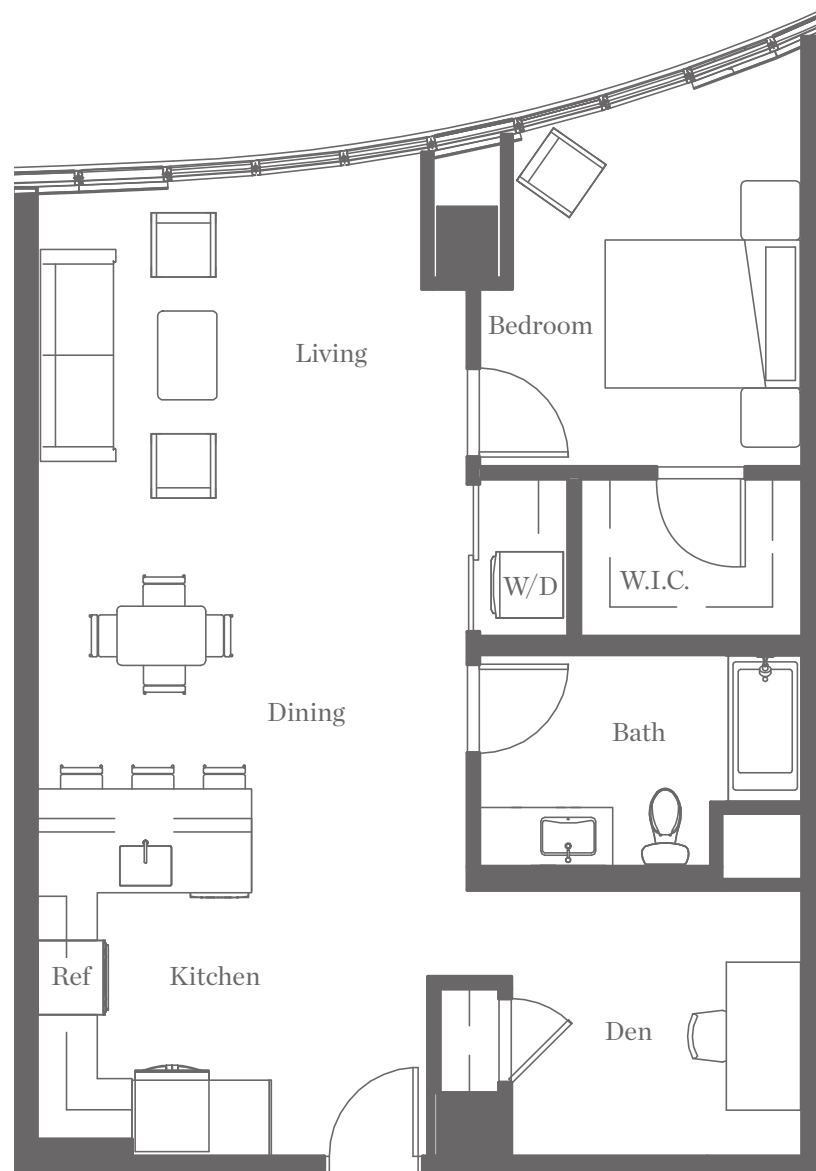 Bedroom
Living
W/D
W.I.C.
Dining
Bath
Ref
Kitchen
Den